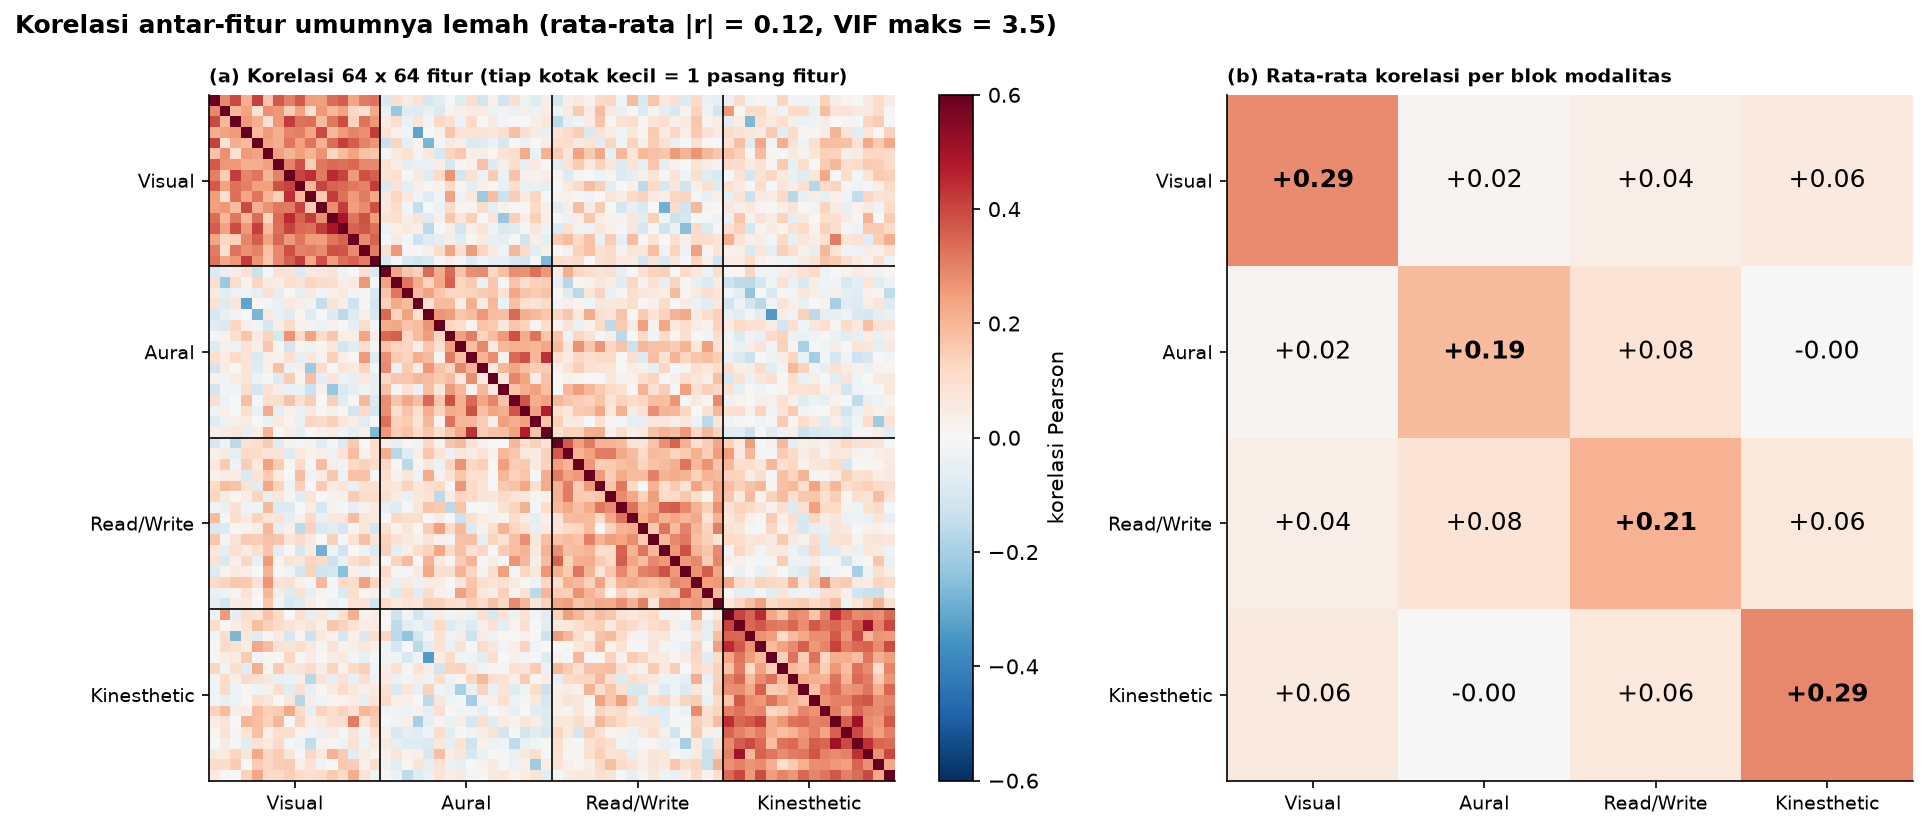 Korelasi antar-fitur umumnya lemah (rata-rata |r| = 0.12, VIF maks = 3.5)
(a) Korelasi 64 x 64 fitur (tiap kotak kecil = 1 pasang fitur)
Visual
Aural
Read/Write
Kinesthetic
Visual Aural Read/Write Kinesthetic
0.6
0.4
0.2
0.0
−0.2
−0.4
−0.6
korelasi Pearson
(b) Rata-rata korelasi per blok modalitas
Visual +0.29 +0.02 +0.04 +0.06
Aural +0.02 +0.19 +0.08 -0.00
Read/Write +0.04 +0.08 +0.21 +0.06
Kinesthetic +0.06 -0.00 +0.06 +0.29
Visual Aural Read/Write Kinesthetic